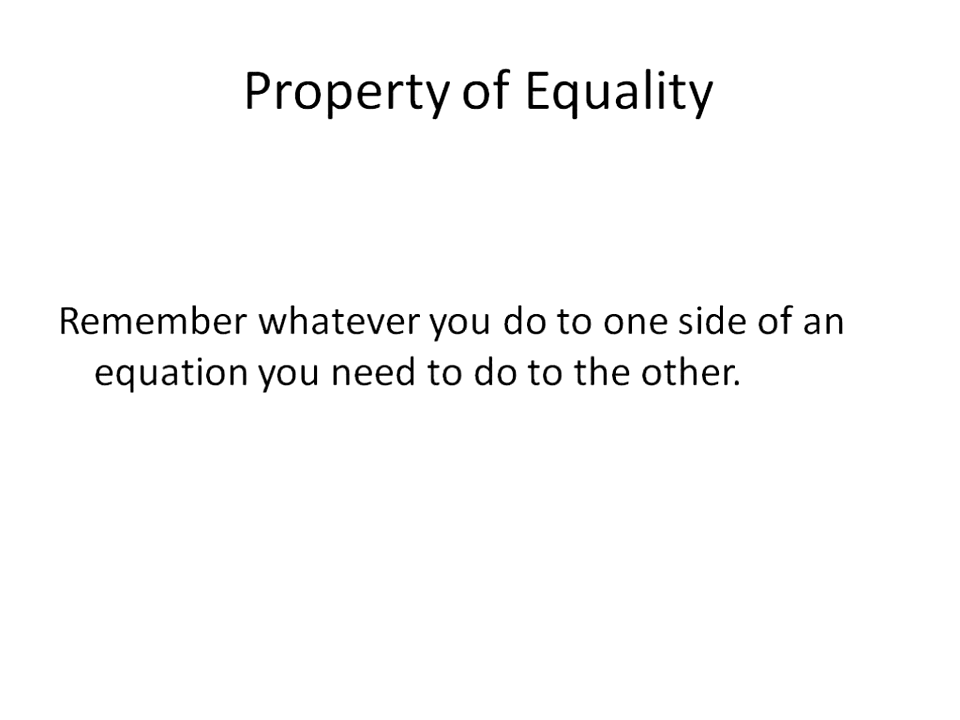 Property of Equality
Remember whatever you do to one side of an
equation you need to do to the other.